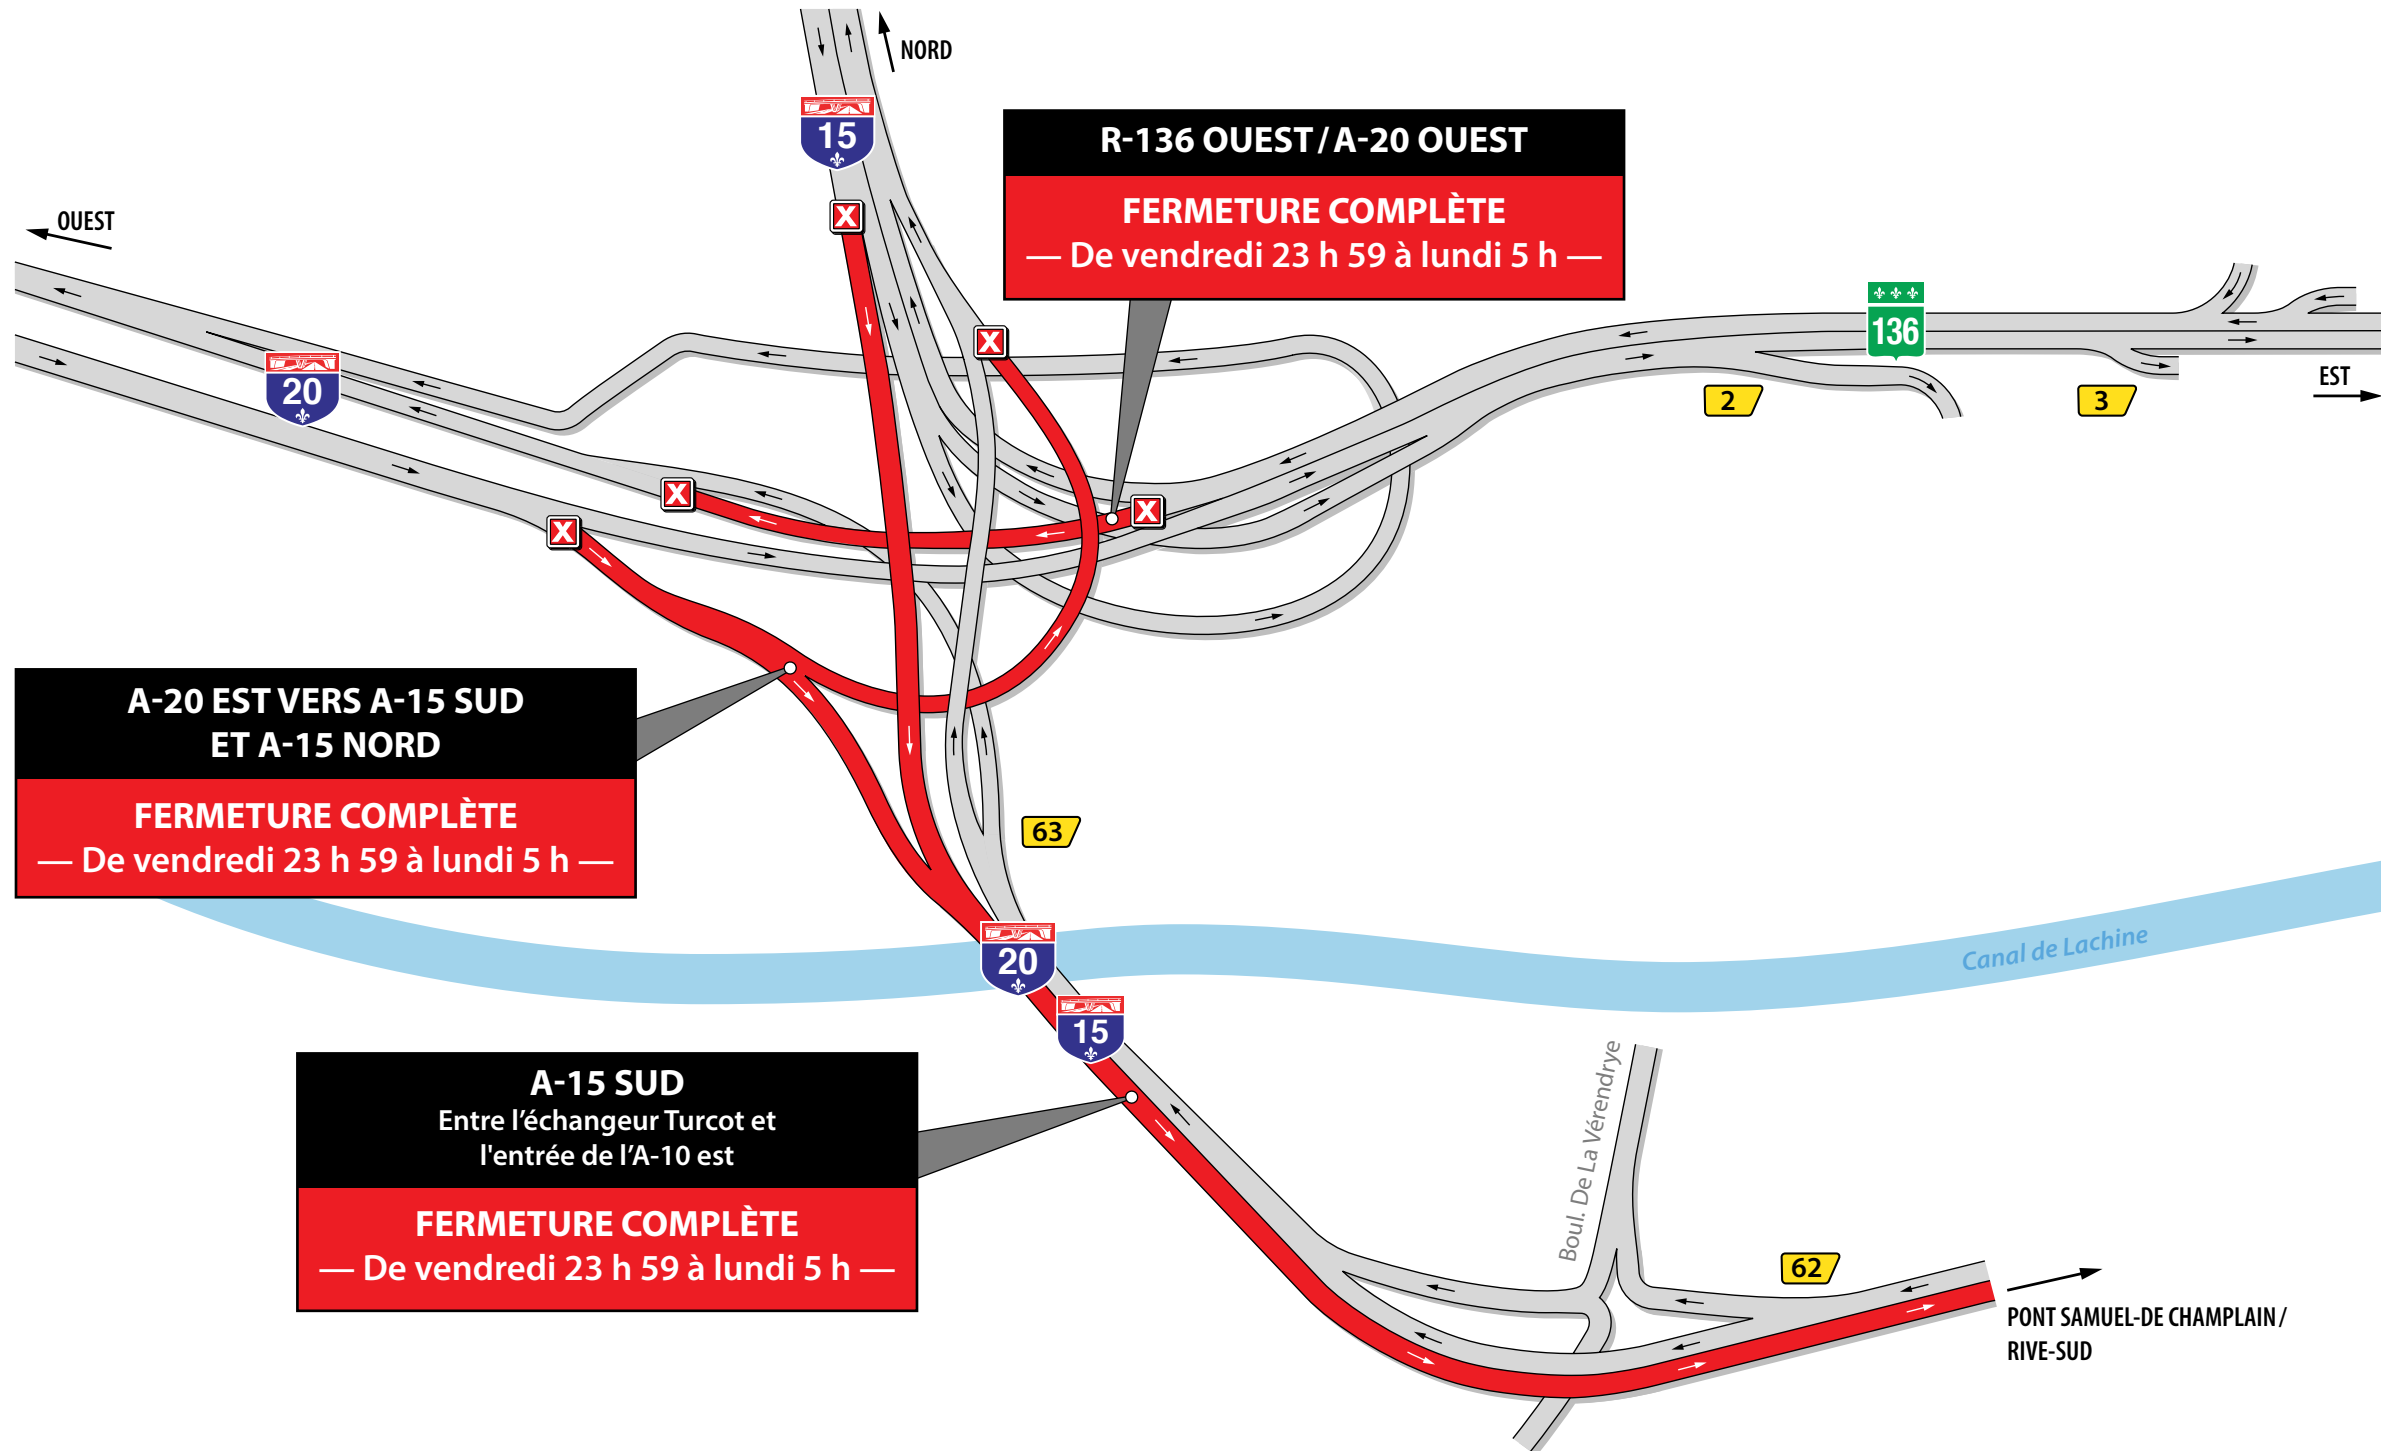 NORD
15
R-136 OUEST / A-20 OUEST
FERMETURE COMPLÈTE
— De vendredi 23 h 59 à lundi 5 h —
OUEST
X
X
X
X
X
136
20
2
3
EST
A-20 EST VERS A-15 SUD
ET A-15 NORD
FERMETURE COMPLÈTE
— De vendredi 23 h 59 à lundi 5 h —
63
20
Canal de Lachine
15
A-15 SUD
Entre l’échangeur Turcot et
l'entrée de l’A-10 est
FERMETURE COMPLÈTE
— De vendredi 23 h 59 à lundi 5 h —
Boul. De La Vérendrye
62
PONT SAMUEL-DE CHAMPLAIN /
RIVE-SUD